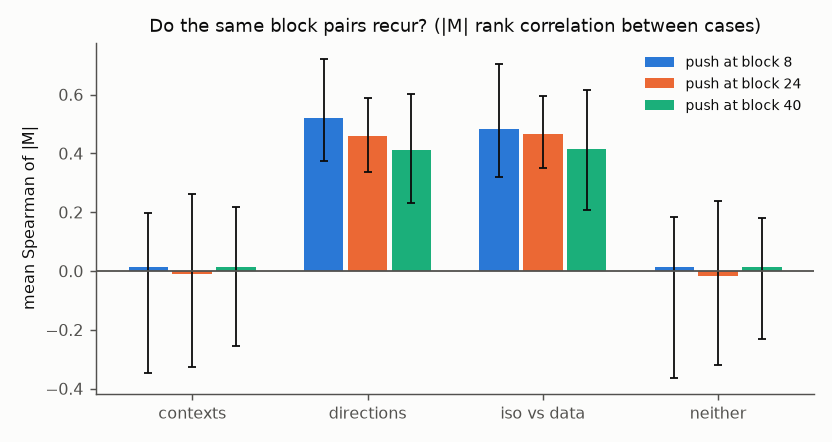 Do the same block pairs recur? (|M| rank correlation between cases)
push at block 8
push at block 24
push at block 40
mean Spearman of |M|
0.6
0.4
0.2
0.0
−0.2
−0.4
contexts
directions
iso vs data
neither